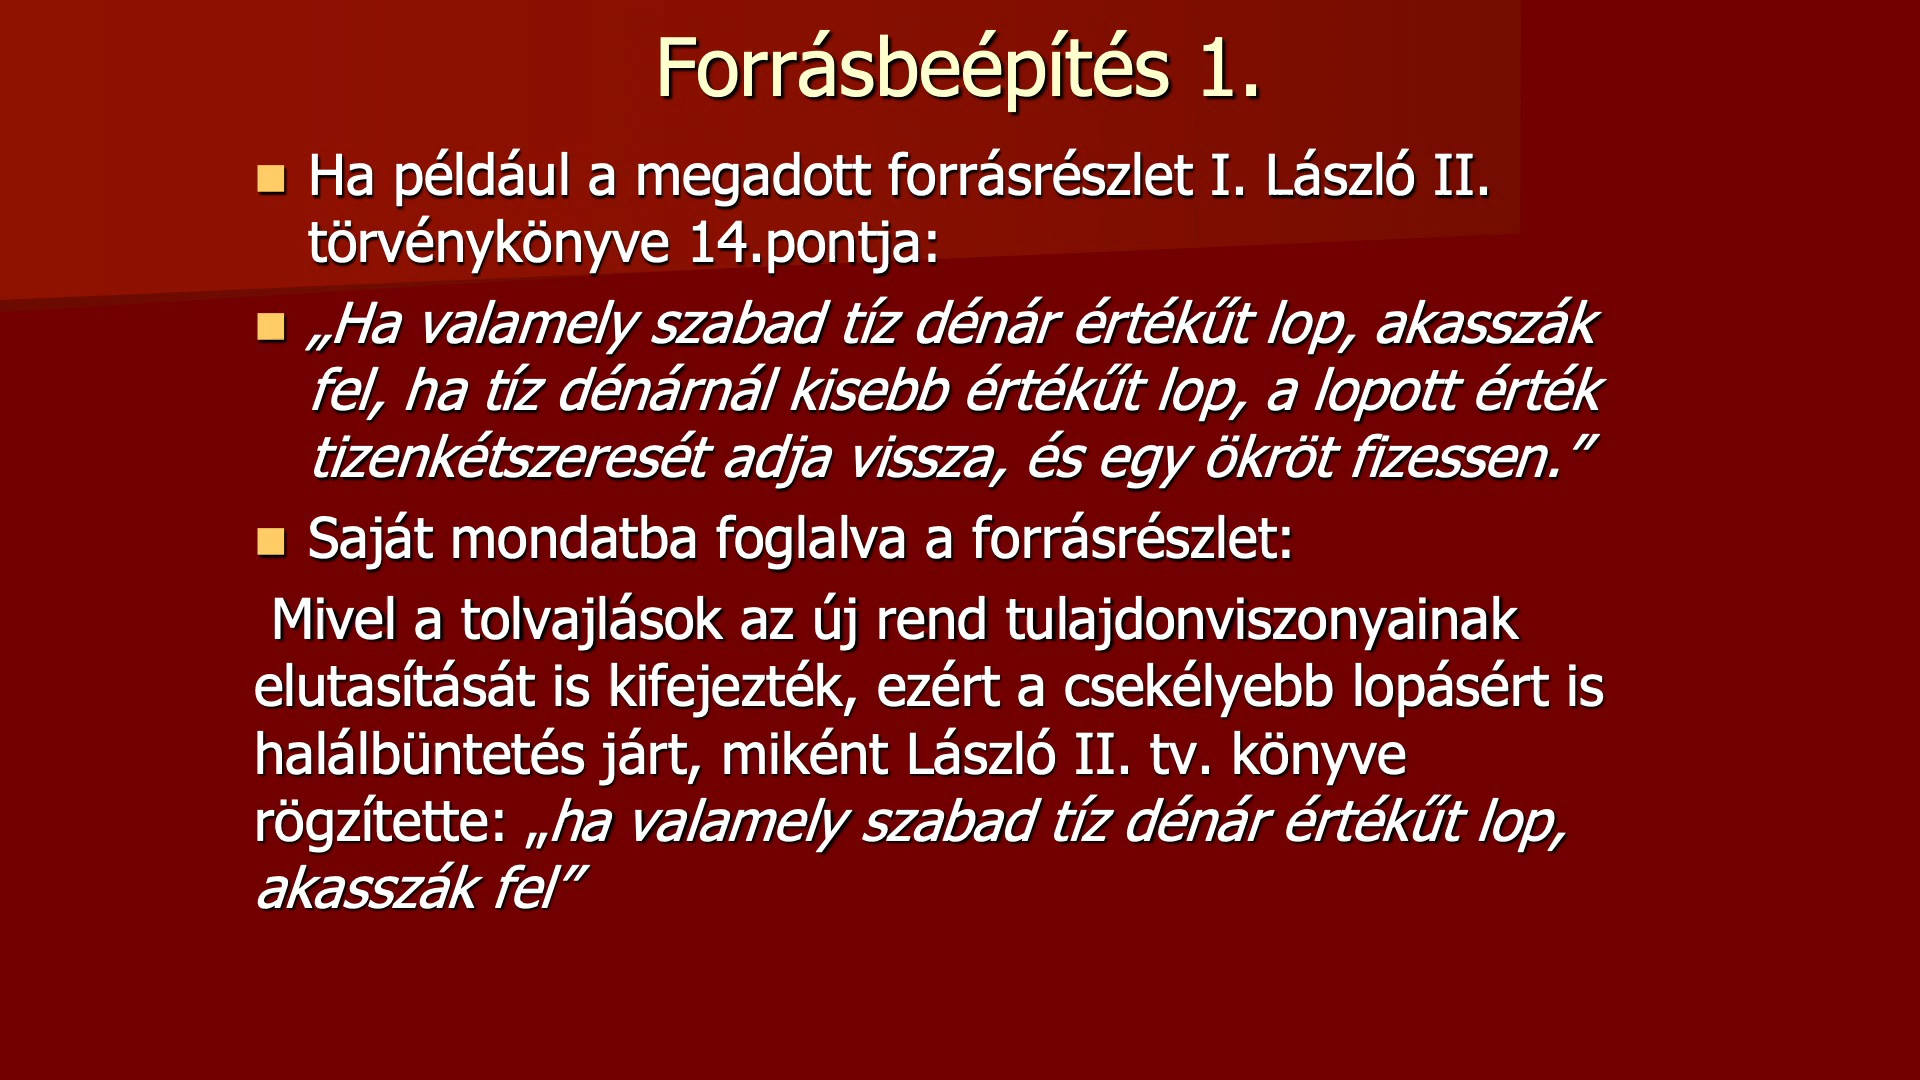 Forrásbeépítés 1.
Ha például a megadott forrásrészlet I. László II.
törvénykönyve 14.pontja:
„Ha valamely szabad tíz dénár értékűt lop, akasszák
fel, ha tíz dénárnál kisebb értékűt lop, a lopott érték
tizenkétszeresét adja vissza, és egy ökröt fizessen.”
Saját mondatba foglalva a forrásrészlet:
Mivel a tolvajlások az új rend tulajdonviszonyainak
elutasítását is kifejezték, ezért a csekélyebb lopásért is
halálbüntetés járt, miként László II. tv. könyve
rögzítette: „ha valamely szabad tíz dénár értékűt lop,
akasszák fel”